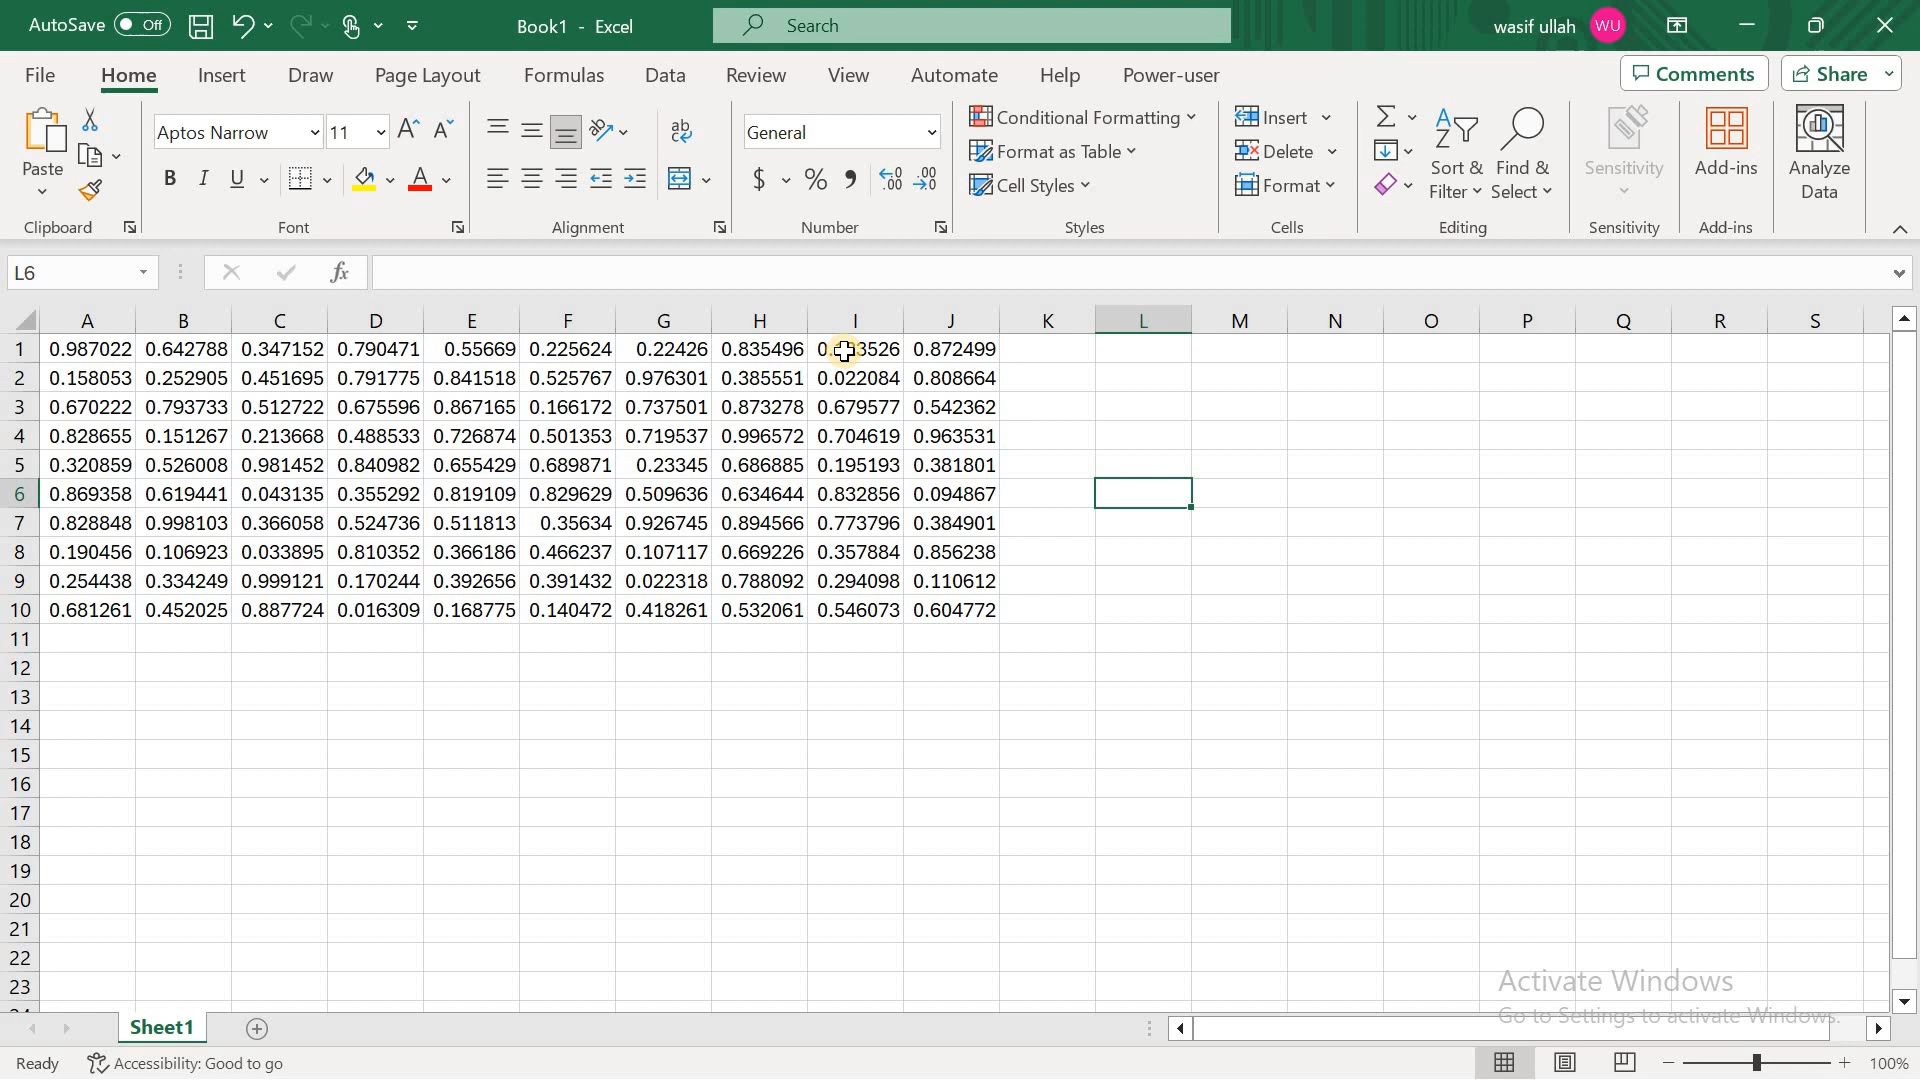 AutoSave Off Book1 - Excel Search wasif ullah WU
File Home Insert Draw Page Layout Formulas Data Review View Automate Help Power-user Comments Share
Aptos Narrow 11 General Conditional Formatting Insert
Paste Format as Table Delete Sort & Find & Sensitivity Add-ins Analyze
B I U $ % Cell Styles Format Filter Select Data
Clipboard Font Alignment Number Styles Cells Editing Sensitivity Add-ins
L6 fx
A B C D E F G H I J K L M N O P Q R S
1 0.987022 0.642788 0.347152 0.790471 0.55669 0.225624 0.22426 0.835496 0.872499
2 0.158053 0.252905 0.451695 0.791775 0.841518 0.525767 0.976301 0.385551 0.022084 0.808664
3 0.670222 0.793733 0.512722 0.675596 0.867165 0.166172 0.737501 0.873278 0.679577 0.542362
4 0.828655 0.151267 0.213668 0.488533 0.726874 0.501353 0.719537 0.996572 0.704619 0.963531
5 0.320859 0.526008 0.981452 0.840982 0.655429 0.689871 0.23345 0.686885 0.195193 0.381801
6 0.869358 0.619441 0.043135 0.355292 0.819109 0.829629 0.509636 0.634644 0.832856 0.094867
7 0.828848 0.998103 0.366058 0.524736 0.511813 0.35634 0.926745 0.894566 0.773796 0.384901
8 0.190456 0.106923 0.033895 0.810352 0.366186 0.466237 0.107117 0.669226 0.357884 0.856238
9 0.254438 0.334249 0.999121 0.170244 0.392656 0.391432 0.022318 0.788092 0.294098 0.110612
10 0.681261 0.452025 0.887724 0.016309 0.168775 0.140472 0.418261 0.532061 0.546073 0.604772
11
12
13
14
15
16
17
18
19
20
21
22
23
Activate Windows
Go to Settings to activate Windows.
Sheet1
Ready Accessibility: Good to go 100%